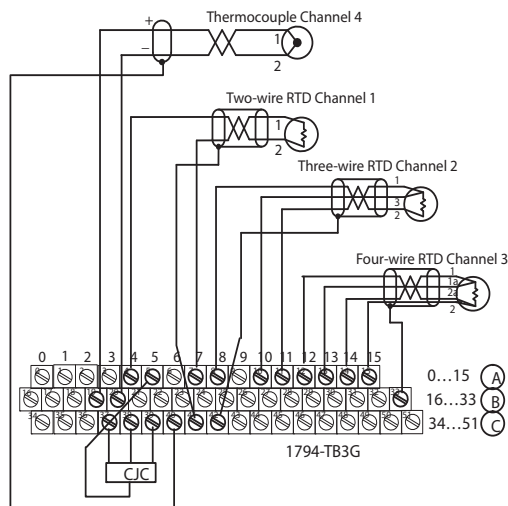 Thermocouple Channel 4
+
1
–
2
Two-wire RTD Channel 1
1
2
Three-wire RTD Channel 2
1
3
2
Four-wire RTD Channel 3
1
1a
2a
2
0 1 2 3 4 5 6 7 8 9 10 11 12 13 14 15
0…15 A
16…33 B
34…51 C
1794-TB3G
CJC